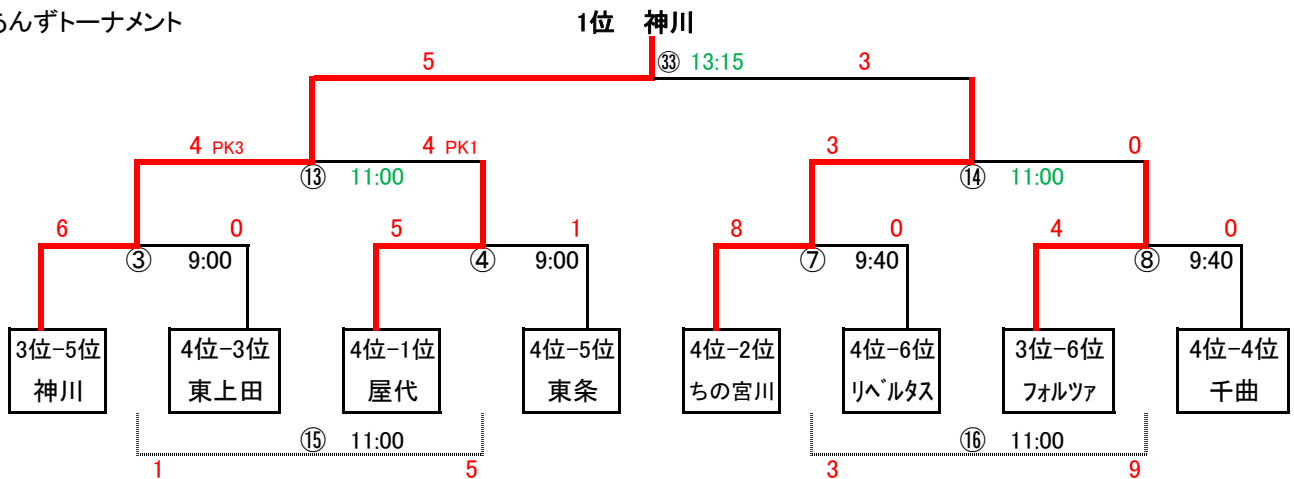 あんずトーナメント
1位 神川
5 ㉝ 13:15 3
4 PK3 4 PK1 3 0
⑬ 11:00 ⑭ 11:00
6 0 5 1 8 0 4 0
③ 9:00 ④ 9:00 ⑦ 9:40 ⑧ 9:40
3位-5位 4位-3位 4位-1位 4位-5位 4位-2位 4位-6位 3位-6位 4位-4位
神川 東上田 屋代 東条 ちの宮川 リベルタス フォルツァ 千曲
⑮ 11:00 ⑯ 11:00
1 5 3 9